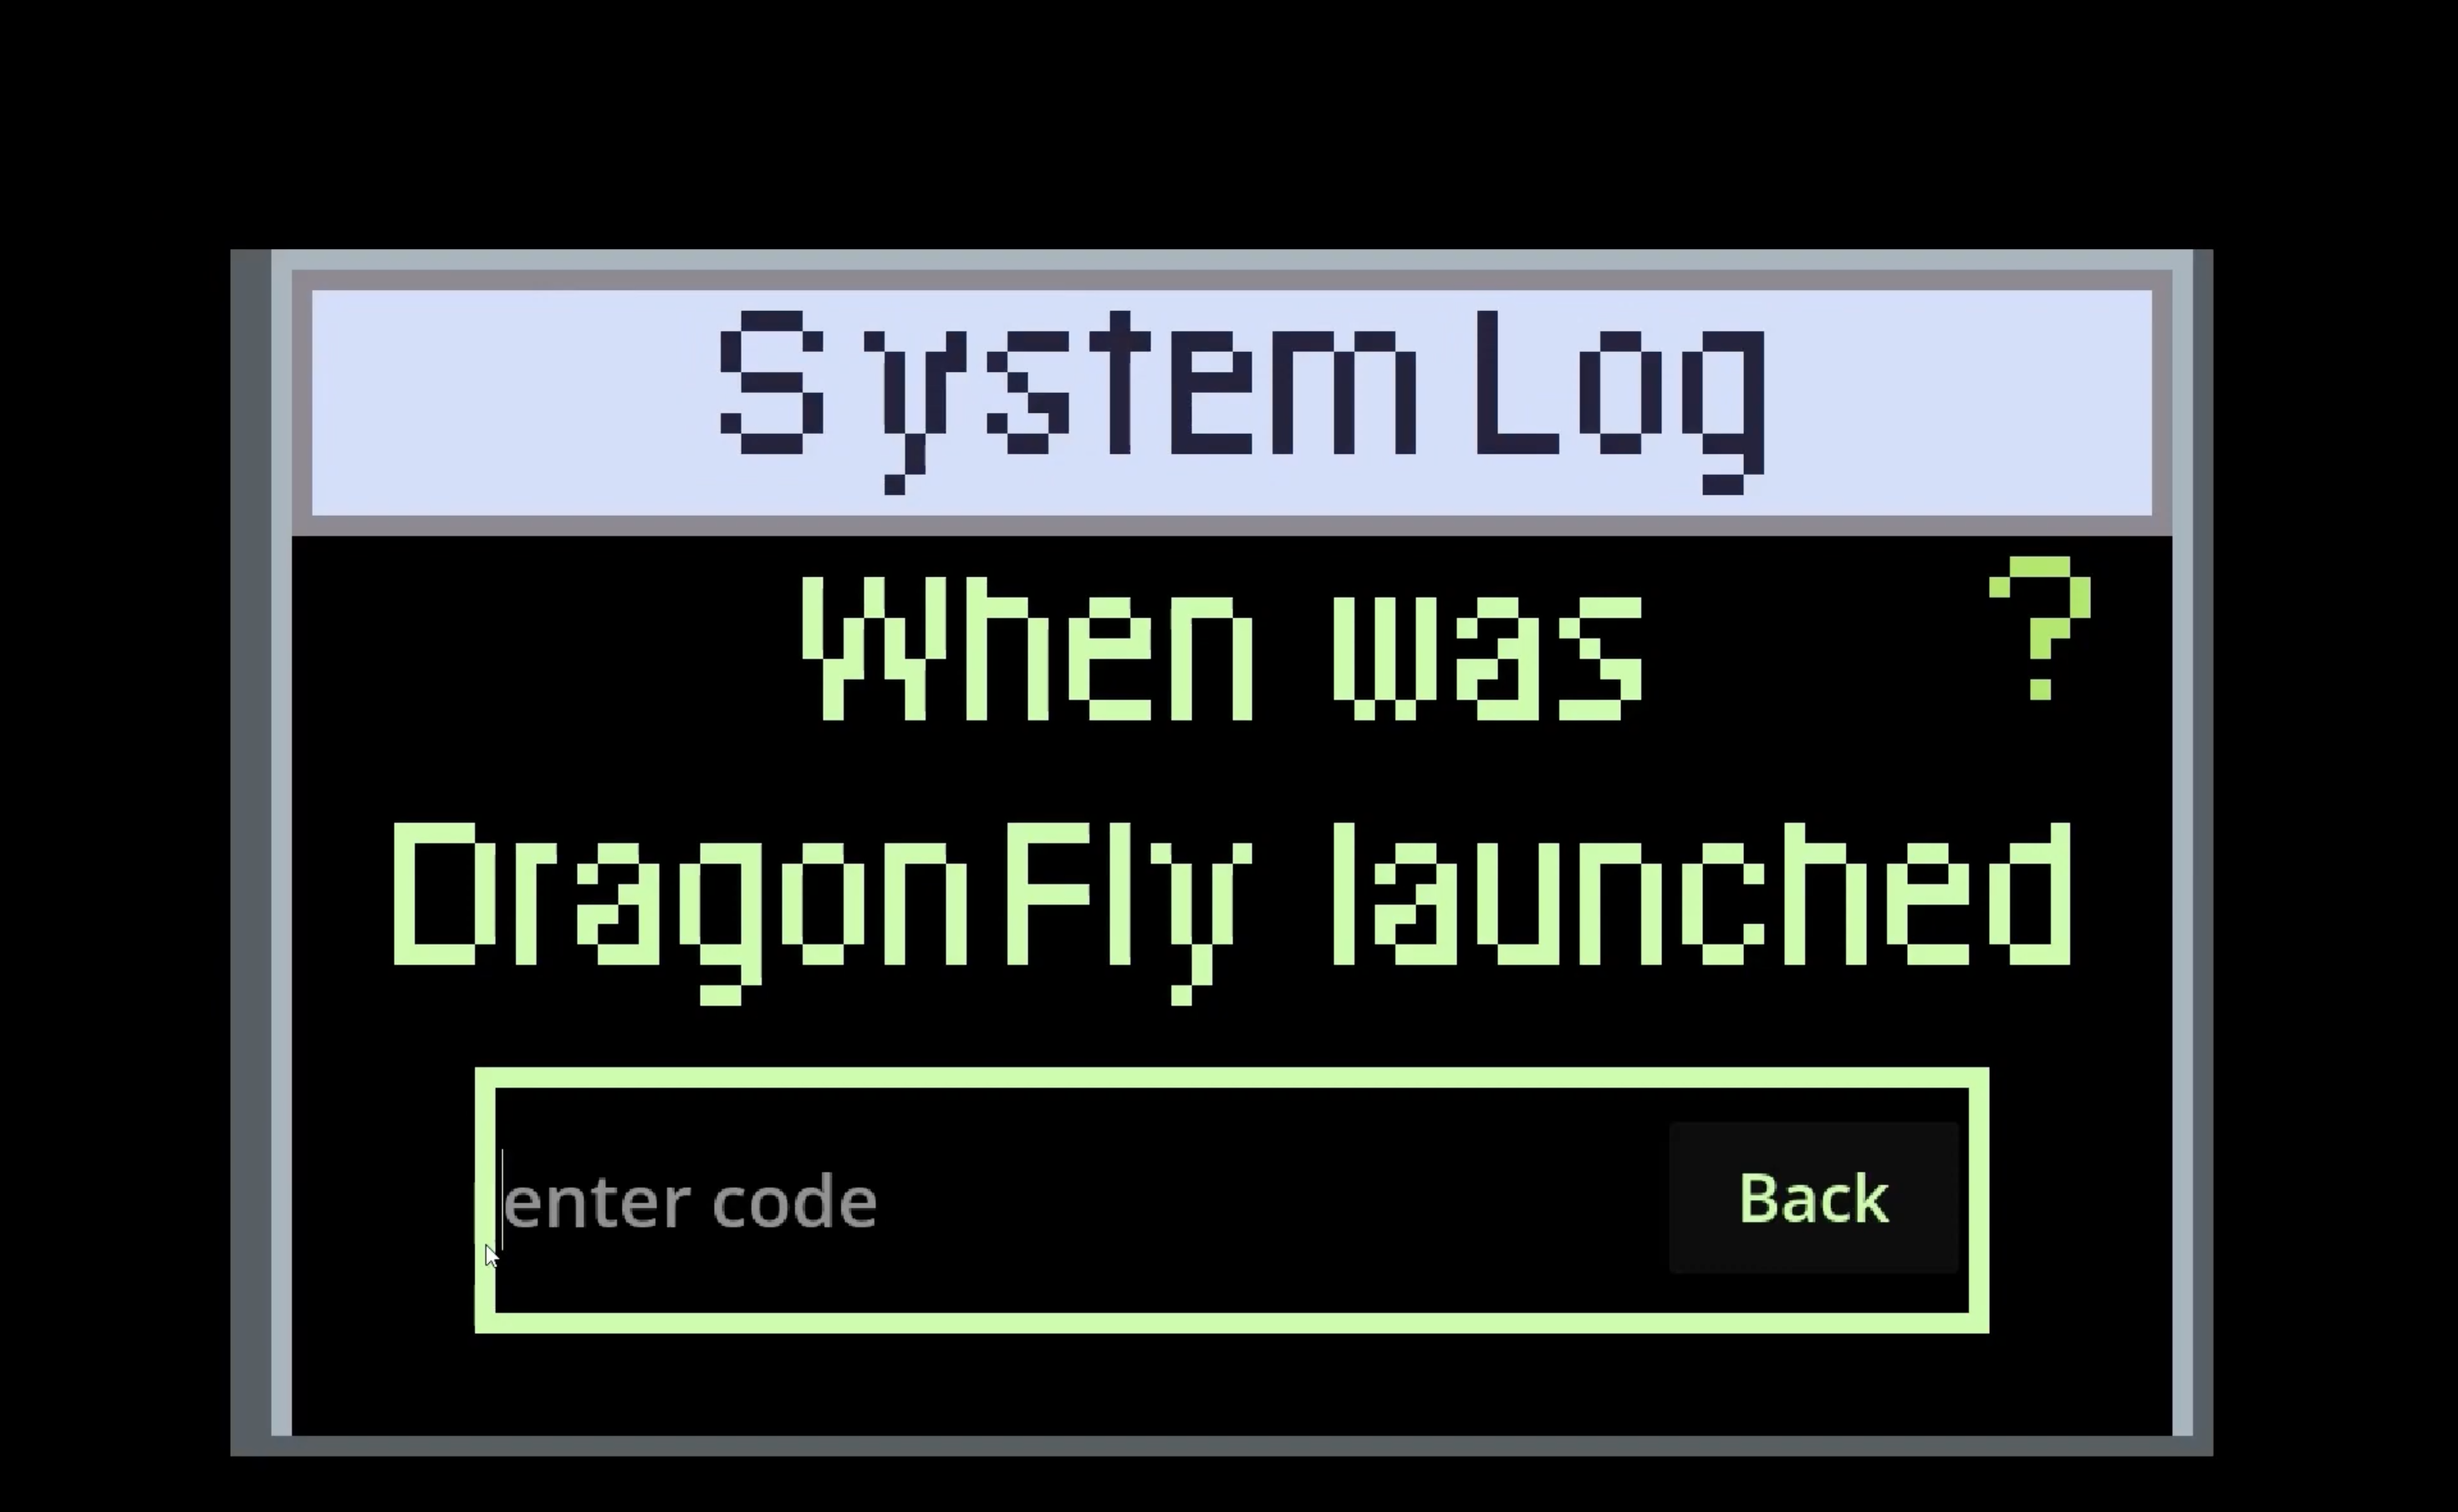 System Log
When was
?
DragonFly launched
enter code
Back